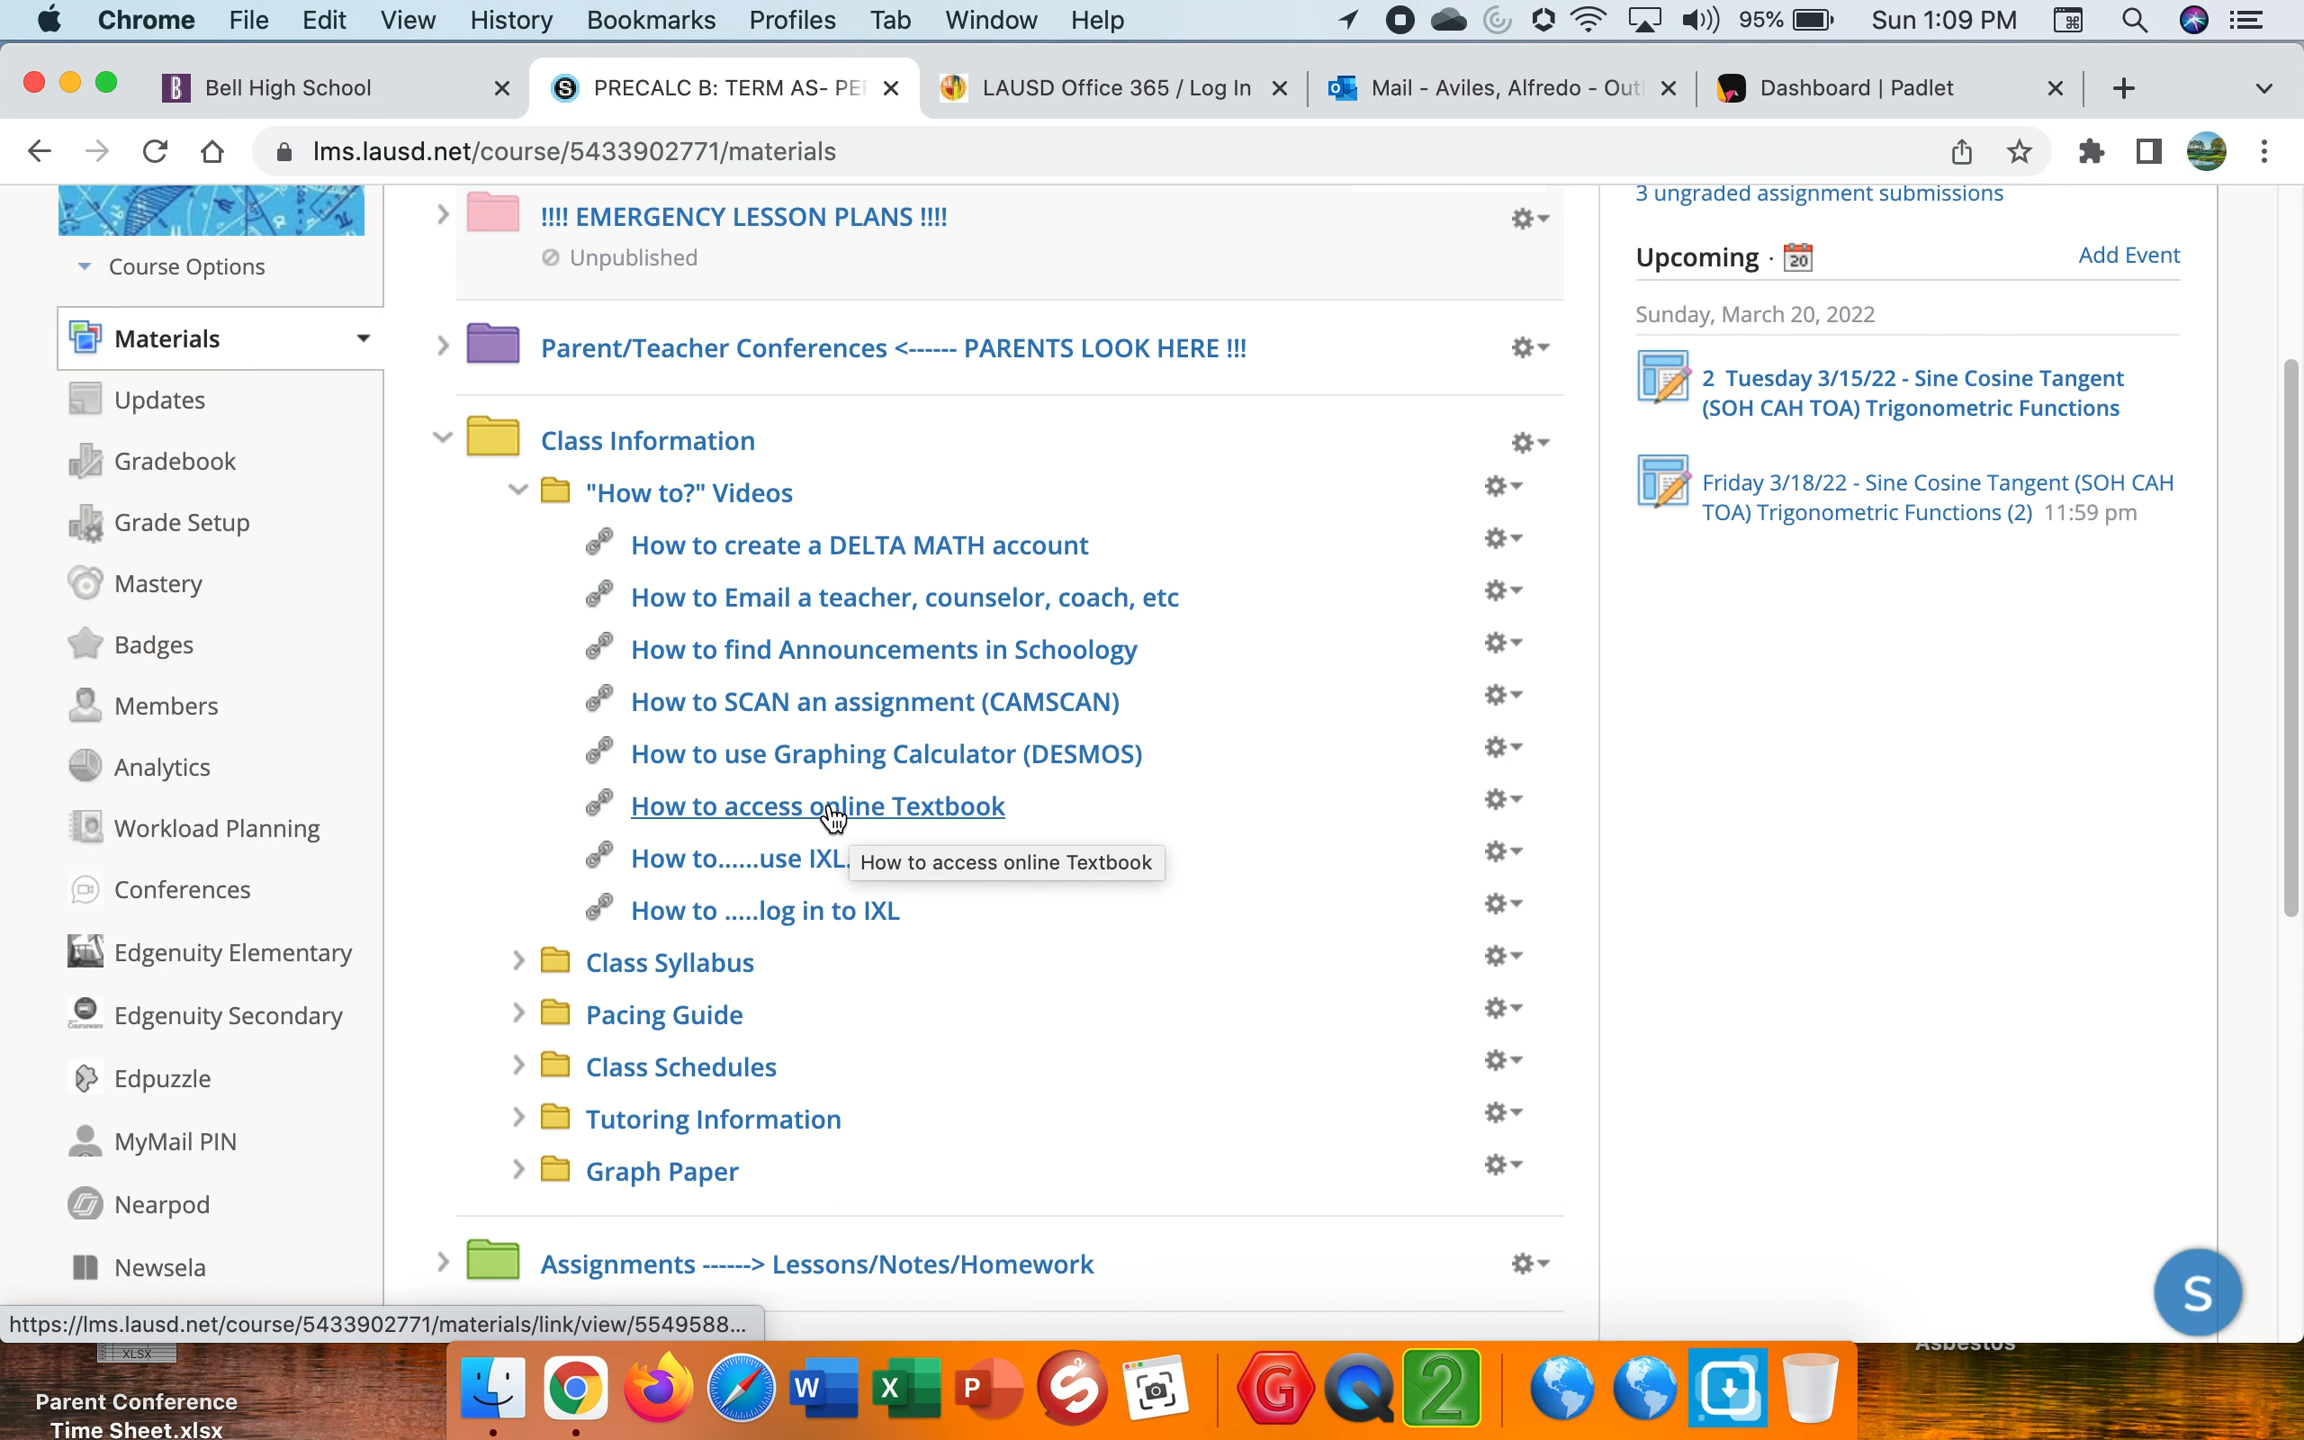 Chrome File Edit View History Bookmarks Profiles Tab Window Help 95% Sun 1:09 PM
Bell High School
PRECALC B: TERM AS- PE
LAUSD Office 365 / Log In
Mail - Aviles, Alfredo - Out
Dashboard | Padlet
lms.lausd.net/course/5433902771/materials
Course Options
Materials
Updates
Gradebook
Grade Setup
Mastery
Badges
Members
Analytics
Workload Planning
Conferences
Edgenuity Elementary
Edgenuity Secondary
Edpuzzle
MyMail PIN
Nearpod
Newsela
!!!! EMERGENCY LESSON PLANS !!!!
Unpublished
Parent/Teacher Conferences <------ PARENTS LOOK HERE !!!
Class Information
"How to?" Videos
How to create a DELTA MATH account
How to Email a teacher, counselor, coach, etc
How to find Announcements in Schoology
How to SCAN an assignment (CAMSCAN)
How to use Graphing Calculator (DESMOS)
How to access online Textbook
How to......use IXL.
How to access online Textbook
How to .....log in to IXL
Class Syllabus
Pacing Guide
Class Schedules
Tutoring Information
Graph Paper
Assignments ------> Lessons/Notes/Homework
3 ungraded assignment submissions
Upcoming · 20 Add Event
Sunday, March 20, 2022
2 Tuesday 3/15/22 - Sine Cosine Tangent
(SOH CAH TOA) Trigonometric Functions
Friday 3/18/22 - Sine Cosine Tangent (SOH CAH
TOA) Trigonometric Functions (2) 11:59 pm
S
https://lms.lausd.net/course/5433902771/materials/link/view/5549588...
XLSX
Parent Conference
Time Sheet.xlsx
Asbestos
W
X
P
G
2